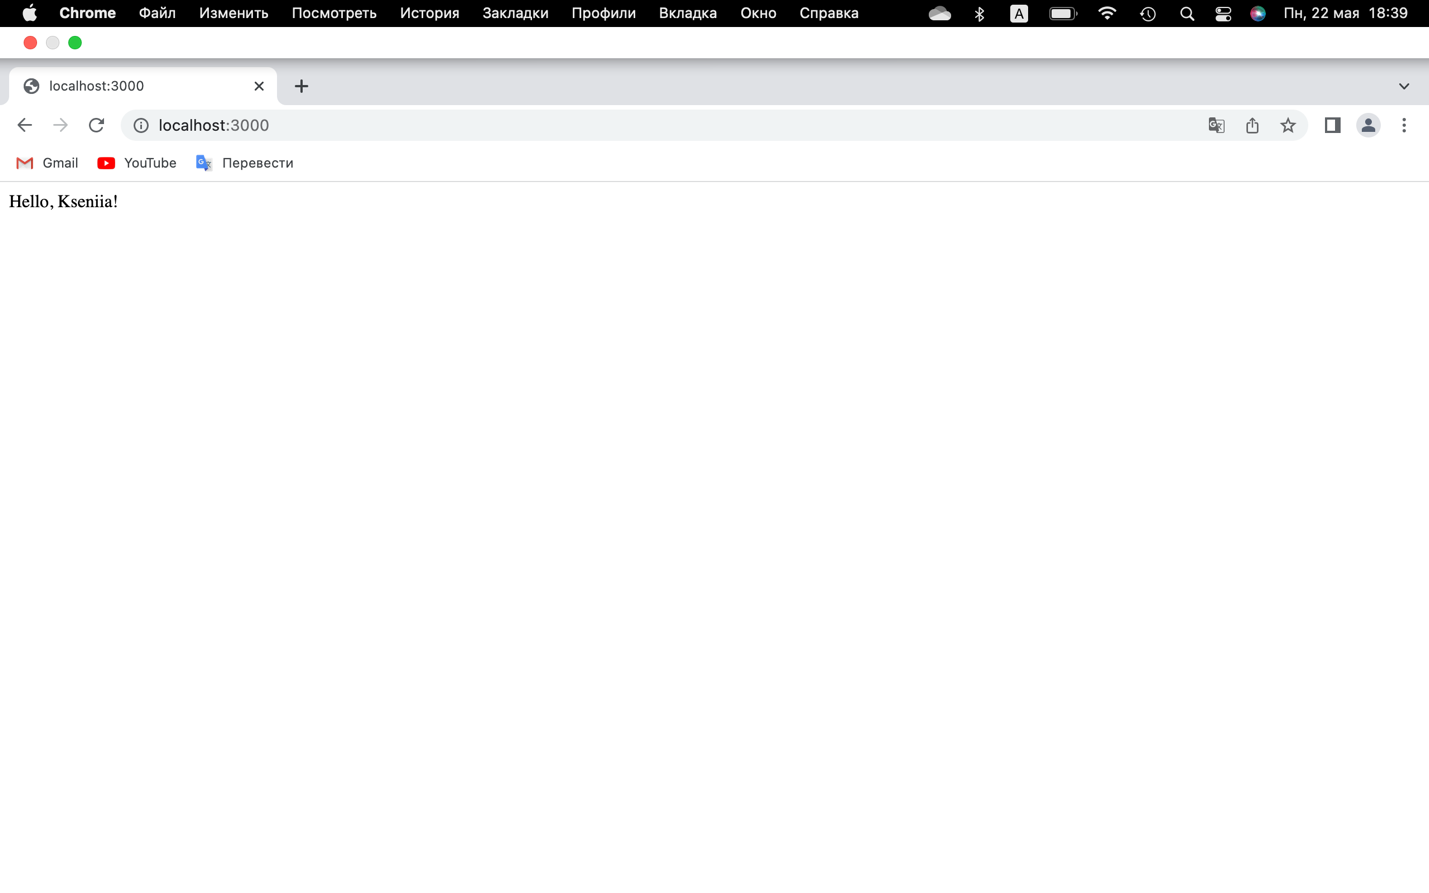 Chrome Файл Изменить Посмотреть История Закладки Профили Вкладка Окно Справка A Пн, 22 мая 18:39
localhost:3000
localhost:3000
Gmail YouTube Перевести
Hello, Kseniia!